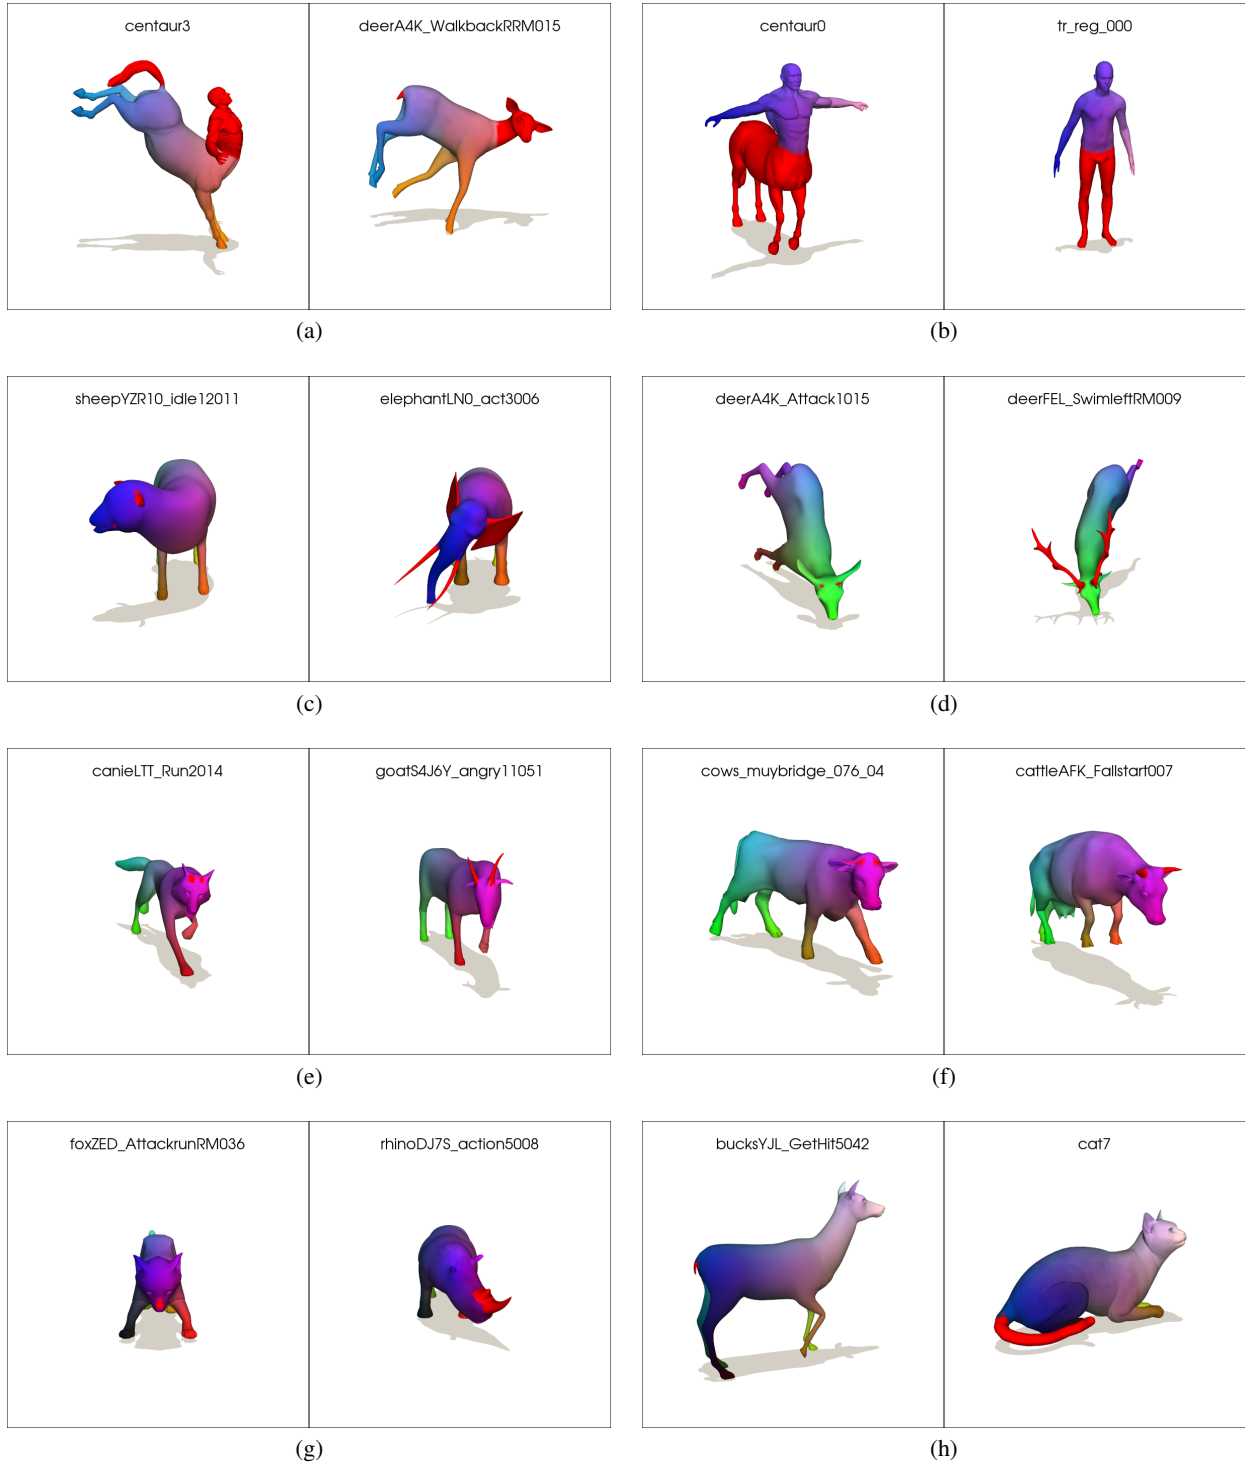 centaur3
deerA4K_WalkbackRRM015
centaur0
tr_reg_000
(a)
(b)
sheepYZR10_idle12011
elephantLN0_act3006
deerA4K_Attack1015
deerFEL_SwimleftRM009
(c)
(d)
canieLTT_Run2014
goatS4J6Y_angry11051
cows_muybridge_076_04
cattleAFK_Fallstart007
(e)
(f)
foxZED_AttackrunRM036
rhinoDJ7S_action5008
bucksYJL_GetHit5042
cat7
(g)
(h)